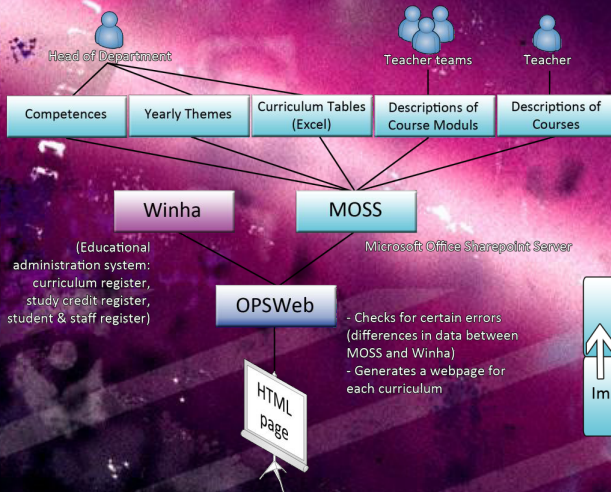 Head of Department
Teacher teams
Teacher
Competences
Yearly Themes
Curriculum Tables
(Excel)
Descriptions of
Course Moduls
Descriptions of
Courses
Winha
MOSS
(Educational
administration system:
curriculum register,
study credit register,
student & staff register)
Microsoft Office Sharepoint Server
OPSWeb
- Checks for certain errors
(differences in data between
MOSS and Winha)
- Generates a webpage for
each curriculum
HTML
page
Im